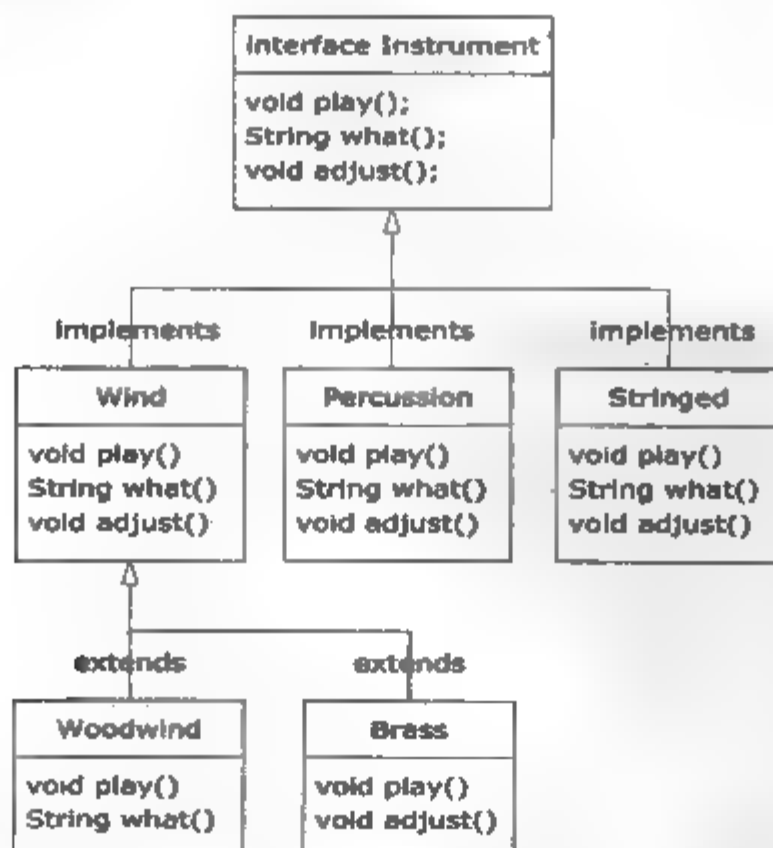 interface Instrument
void play();
String what();
void adjust();
implements
implements
implements
Wind
void play()
String what()
void adjust()
Percussion
void play()
String what()
void adjust()
Stringed
void play()
String what()
void adjust()
extends
extends
Woodwind
void play()
String what()
Brass
void play()
void adjust()